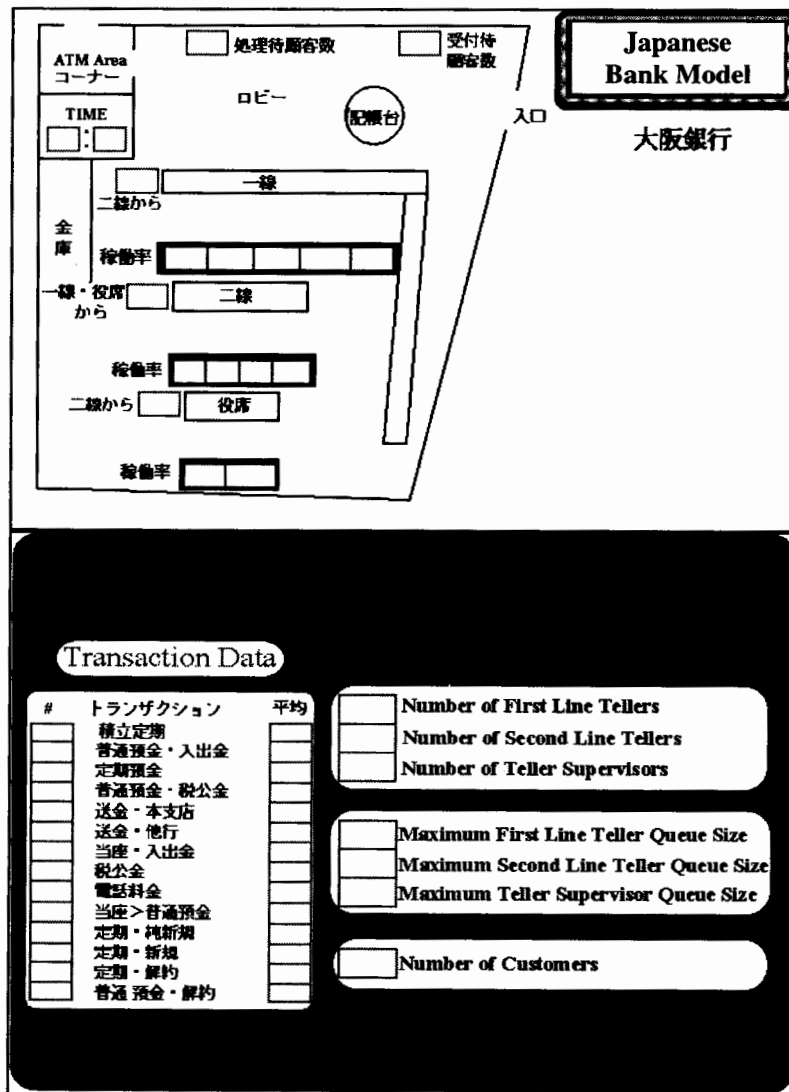 処理待顧客数
受付待
顧客数
Japanese
Bank Model
大阪銀行
ATM Area
コーナー
TIME
:
ロビー
記帳台
入口
金
庫
一線
二線から
稼働率
一線・役席
から
二線
稼働率
二線から
役席
稼働率
Transaction Data
# トランザクション 平均
積立定期
普通預金・入出金
定期預金
普通預金・税公金
送金・本支店
送金・他行
当座・入出金
税公金
電話料金
当座>普通預金
定期・純新規
定期・新規
定期・解約
普通 預金・解約
Number of First Line Tellers
Number of Second Line Tellers
Number of Teller Supervisors
Maximum First Line Teller Queue Size
Maximum Second Line Teller Queue Size
Maximum Teller Supervisor Queue Size
Number of Customers